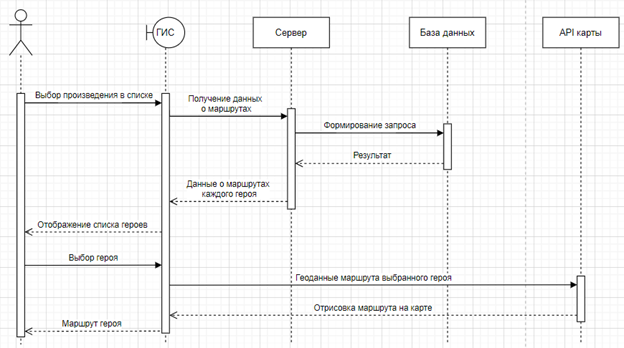 ГИС
Сервер
База данных
API карты
Выбор произведения в списке
Получение данных
о маршрутах
Формирование запроса
Результат
Данные о маршрутах
каждого героя
Отображение списка героев
Выбор героя
Геоданные маршрута выбранного героя
Отрисовка маршрута на карте
Маршрут героя